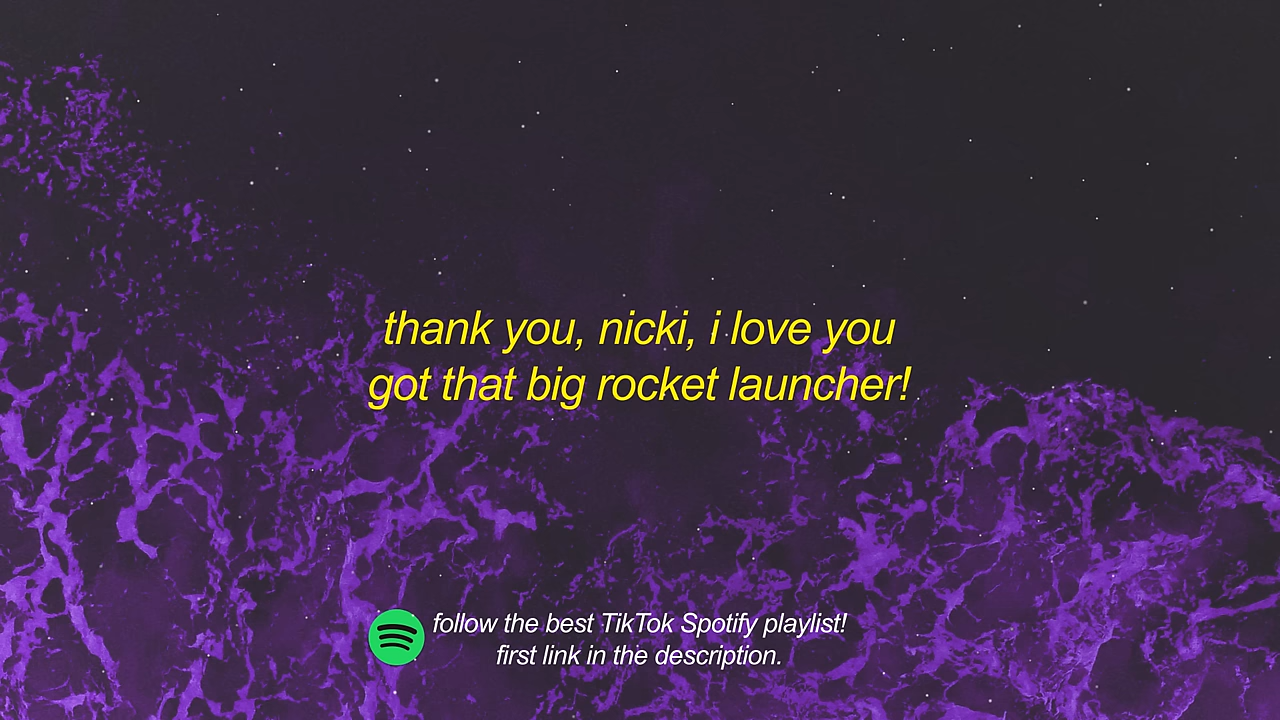 thank you, nicki, i love you
got that big rocket launcher!
follow the best TikTok Spotify playlist!
first link in the description.